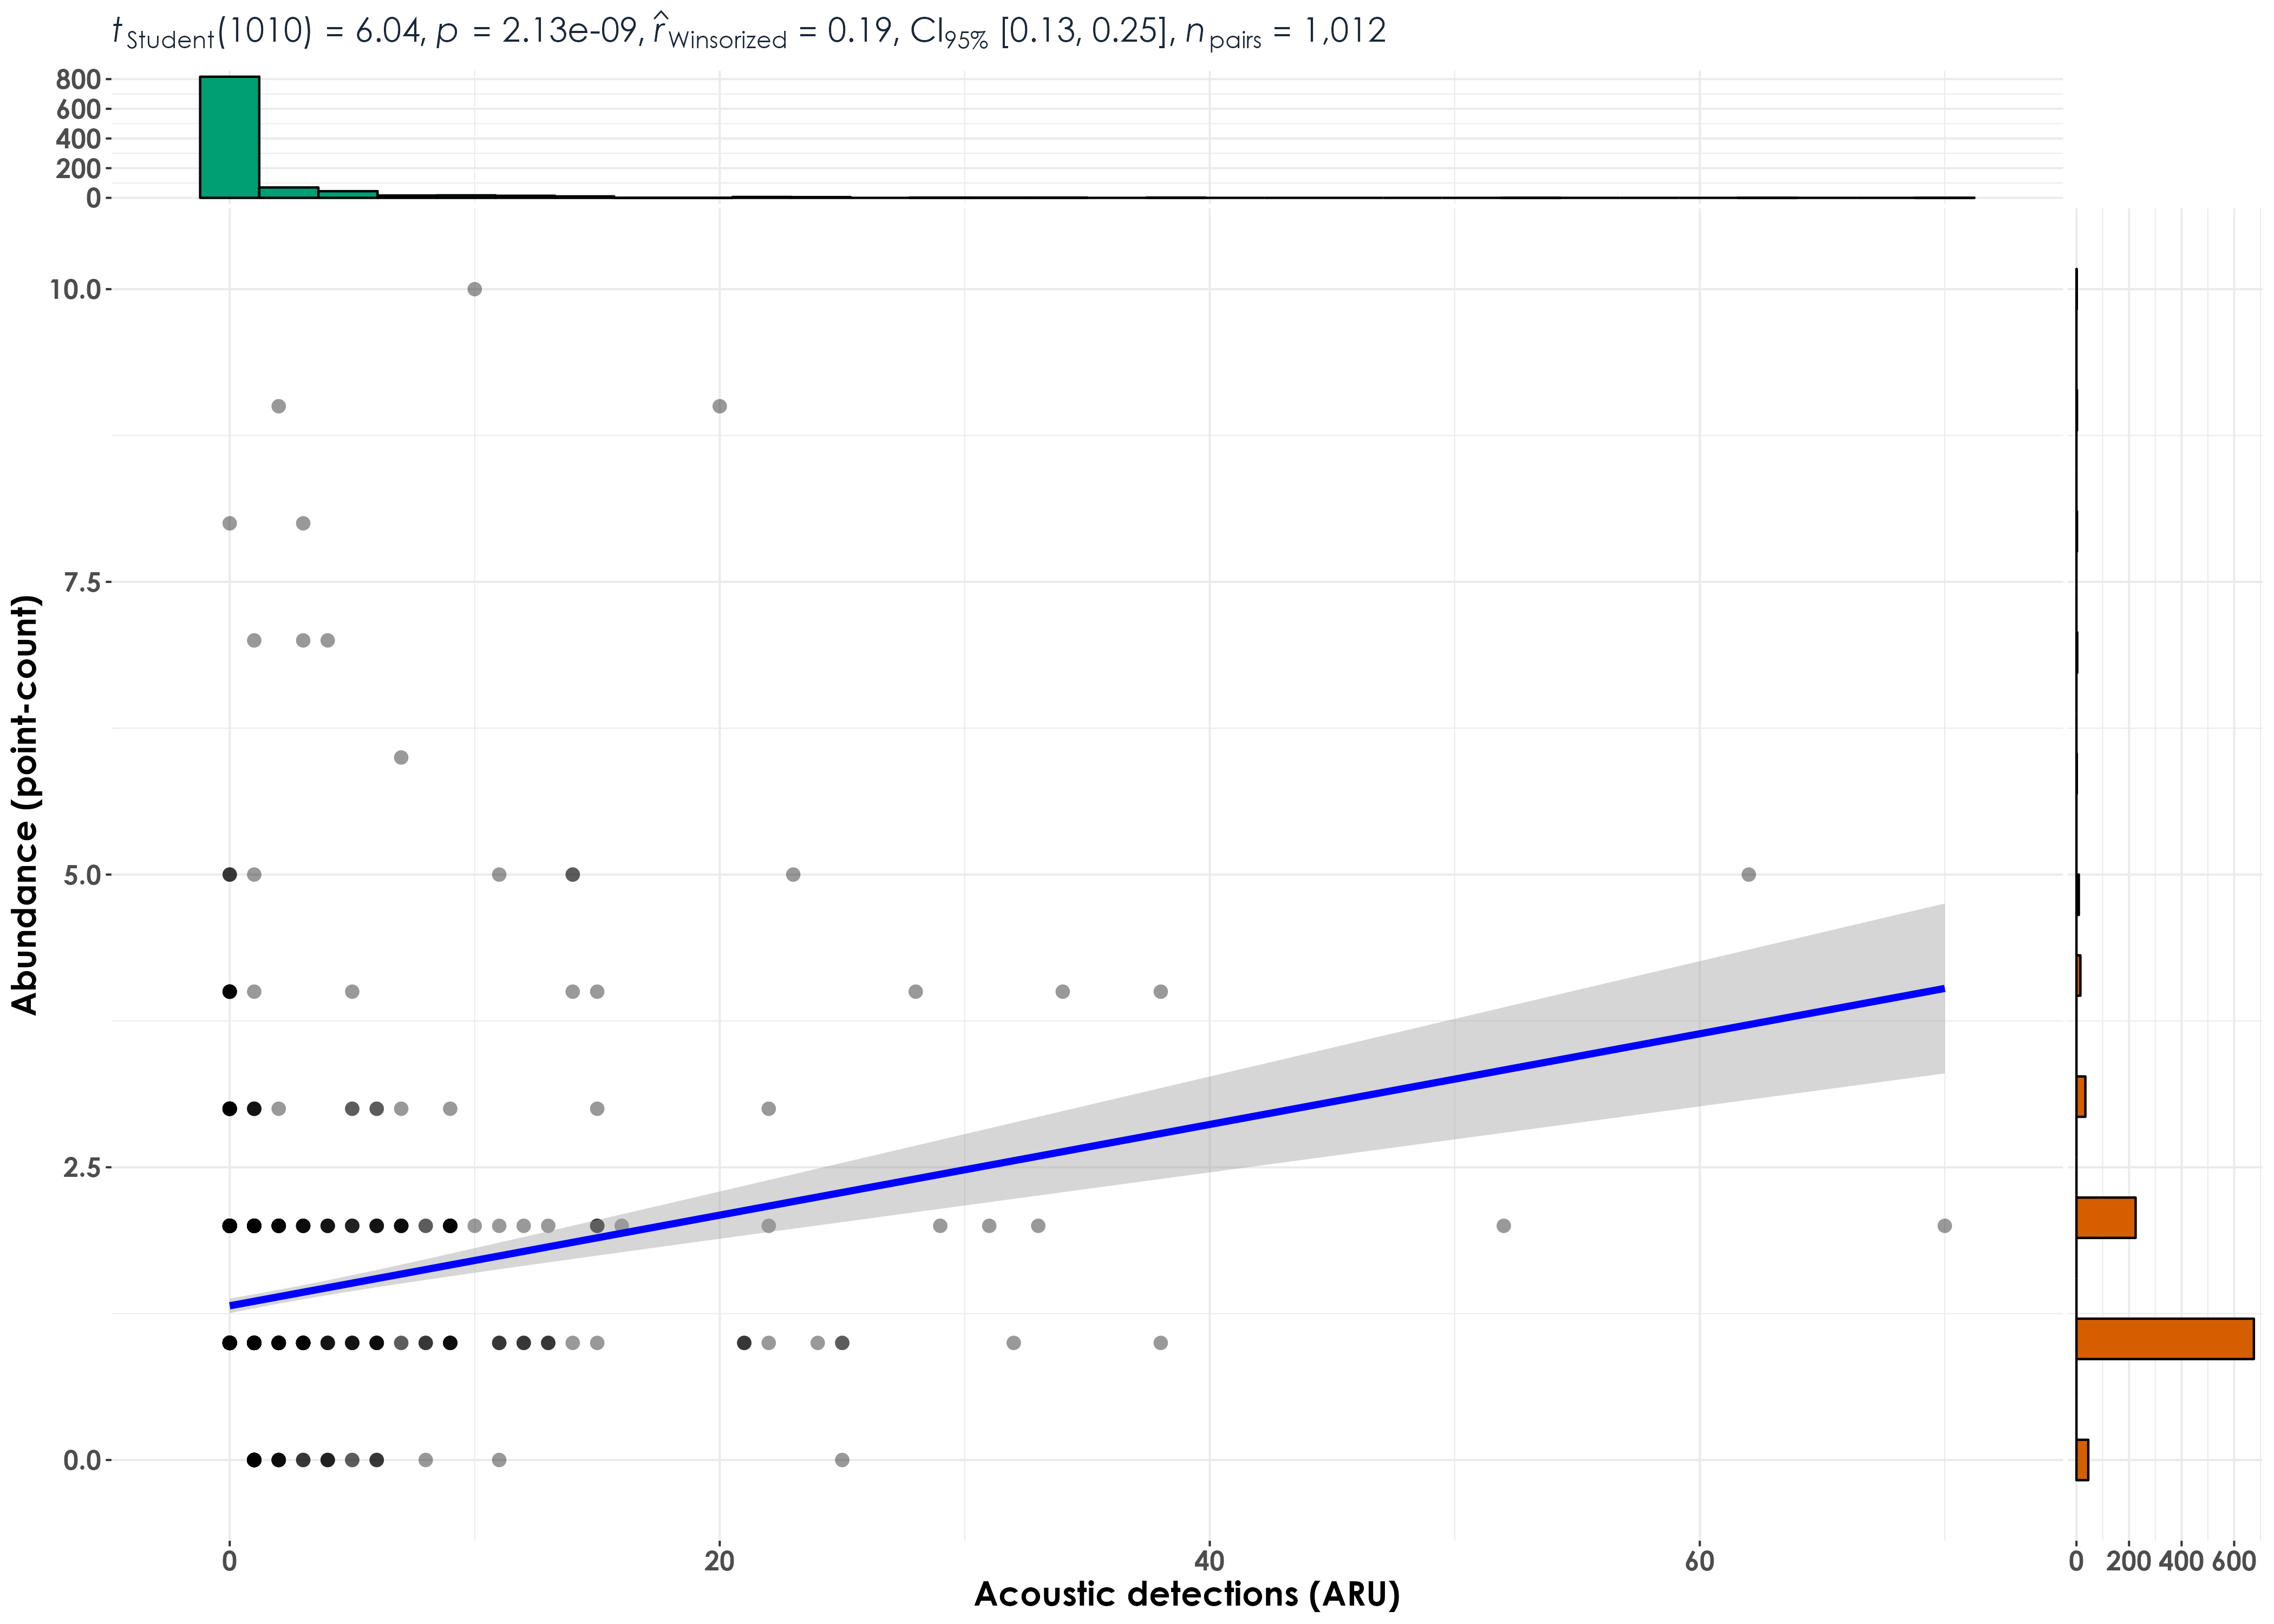 t Student(1010) = 6.04, p = 2.13e-09, r̂ Winsorized = 0.19, CI95% [0.13, 0.25], n pairs = 1,012
800
600
400
200
0
10.0
7.5
5.0
2.5
0.0
Abundance (point-count)
0 20 40 60
0 200 400 600
Acoustic detections (ARU)